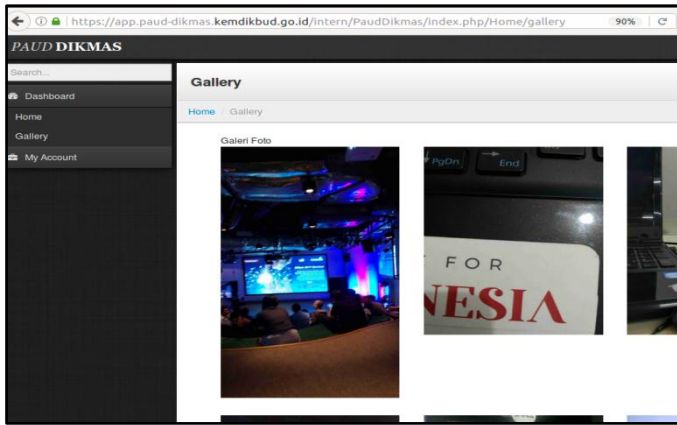 https://app.paud-dikmas.kemdikbud.go.id/intern/PaudDikmas/index.php/Home/gallery
90%
PAUD DIKMAS
Search...
Dashboard
Home
Gallery
My Account
Gallery
Home / Gallery
Galeri Foto
PgDn
End
FOR
NESIA